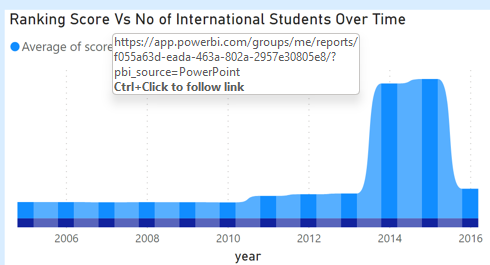 Ranking Score Vs No of International Students Over Time
Average of score
https://app.powerbi.com/groups/me/reports/
f055a63d-eada-463a-802a-2957e30805e8/?
pbi_source=PowerPoint
Ctrl+Click to follow link
2006 2008 2010 2012 2014 2016
year